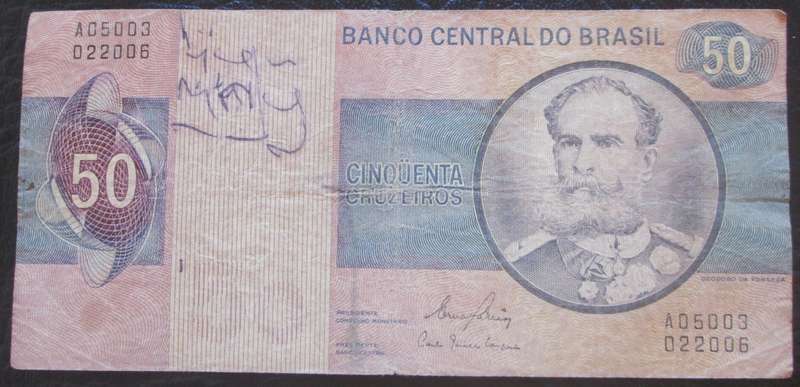 A05003
022006
BANCO CENTRAL DO BRASIL
50
50
CINQÜENTA
CRUZEIROS
DEODORO DA FONSECA
PRESIDENTE
CONSELHO MONETÁRIO
PRESIDENTE
BANCO CENTRAL
A05003
022006